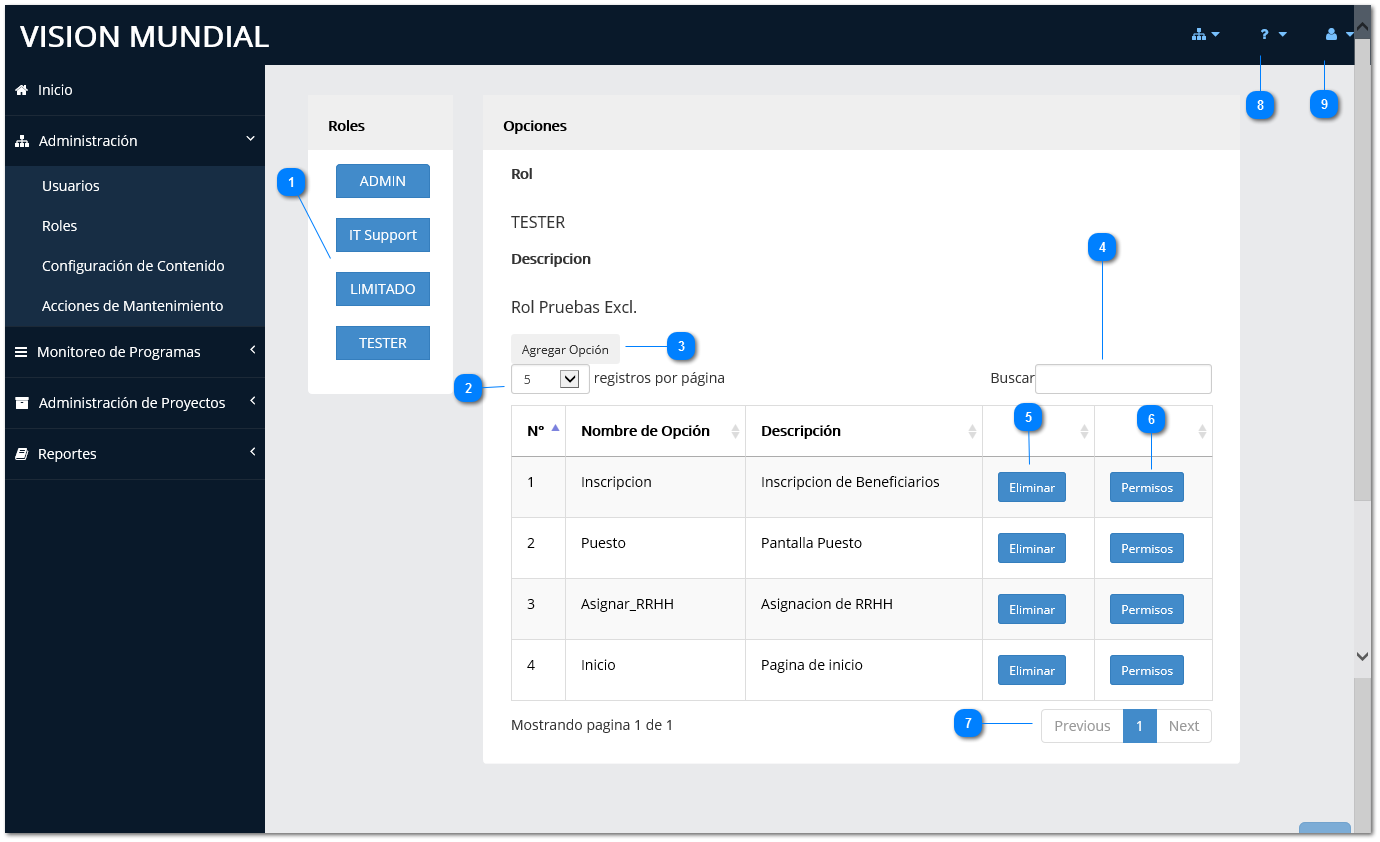 VISION MUNDIAL
?
8
9
Inicio
Administración
Usuarios
Roles
Configuración de Contenido
Acciones de Mantenimiento
Monitoreo de Programas
Administración de Proyectos
Reportes
Roles
1
ADMIN
IT Support
LIMITADO
TESTER
Opciones
Rol
TESTER
Descripcion
Rol Pruebas Excl.
4
Agregar Opción
3
2
5 registros por página
Buscar
N° Nombre de Opción Descripción 5 6
1 Inscripcion Inscripcion de Beneficiarios Eliminar Permisos
2 Puesto Pantalla Puesto Eliminar Permisos
3 Asignar_RRHH Asignacion de RRHH Eliminar Permisos
4 Inicio Pagina de inicio Eliminar Permisos
Mostrando pagina 1 de 1
7
Previous 1 Next